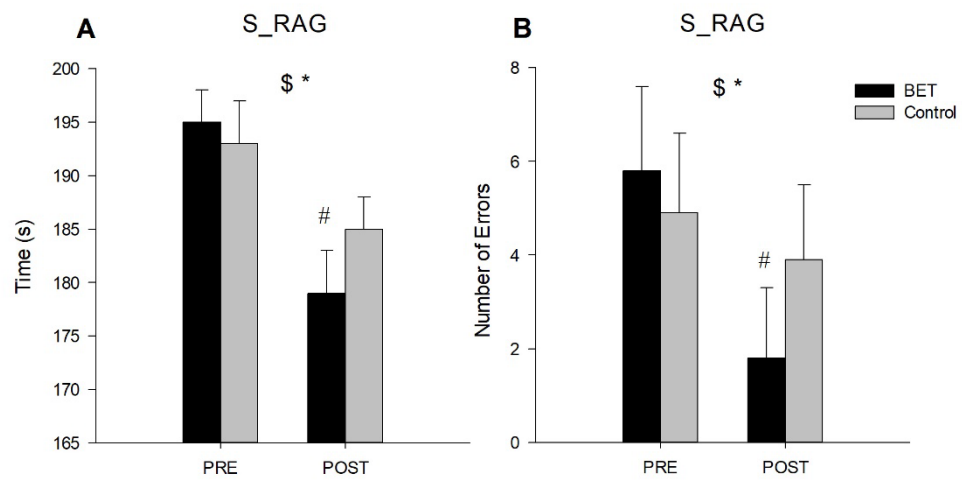 A
S_RAG
$ *
200
195
190
185
180
175
170
165
Time (s)
#
PRE
POST
B
S_RAG
$ *
8
6
4
2
0
Number of Errors
#
PRE
POST
BET
Control